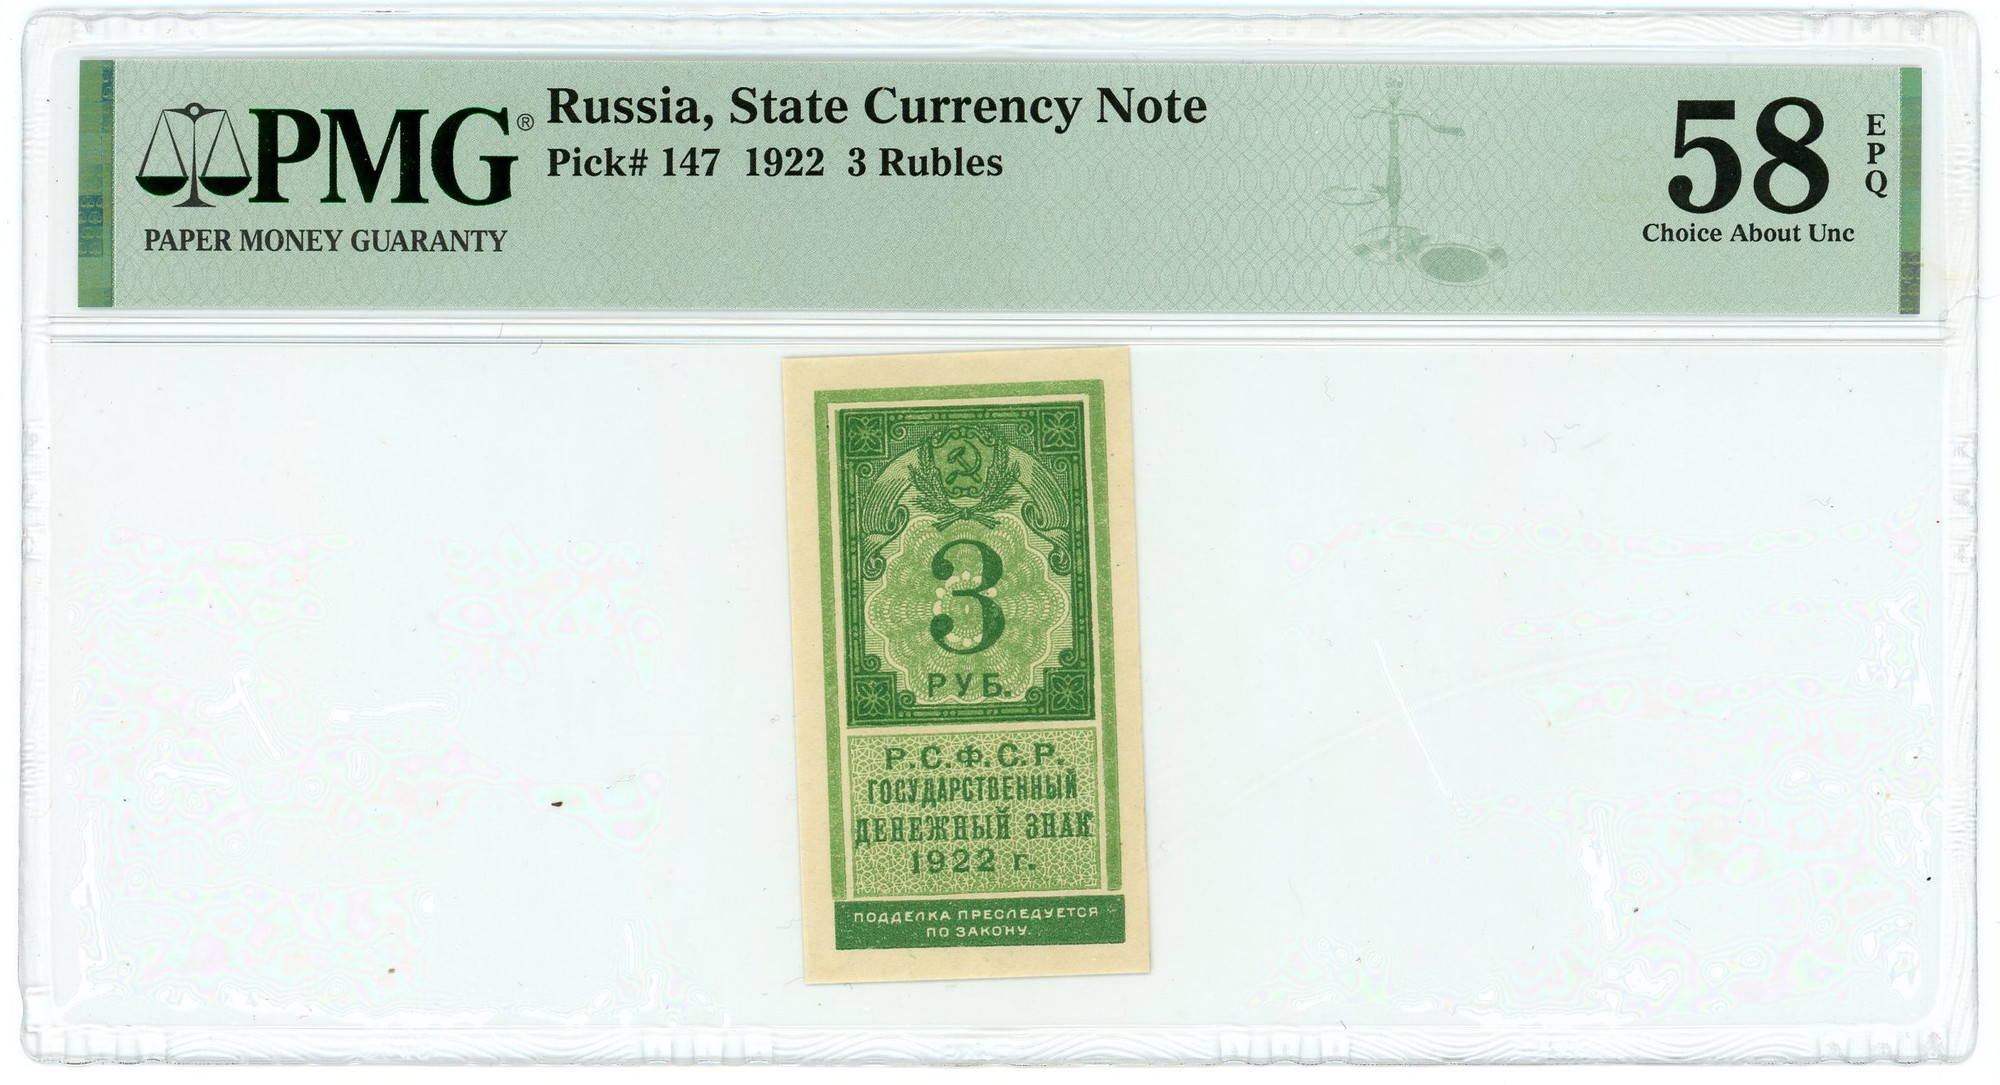 PMG®
PAPER MONEY GUARANTY
Russia, State Currency Note
Pick# 147 1922 3 Rubles
58
EPQ
Choice About Unc
3
РУБ.
Р.С.Ф.С.Р.
ГОСУДАРСТВЕННЫЙ
ДЕНЕЖНЫЙ ЗНАК
1922 г.
ПОДДЕЛКА ПРЕСЛЕДУЕТСЯ
ПО ЗАКОНУ.